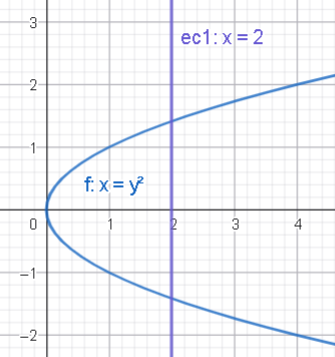 3
ec1: x = 2
2
1
f: x = y²
0 1 2 3 4
−1
−2